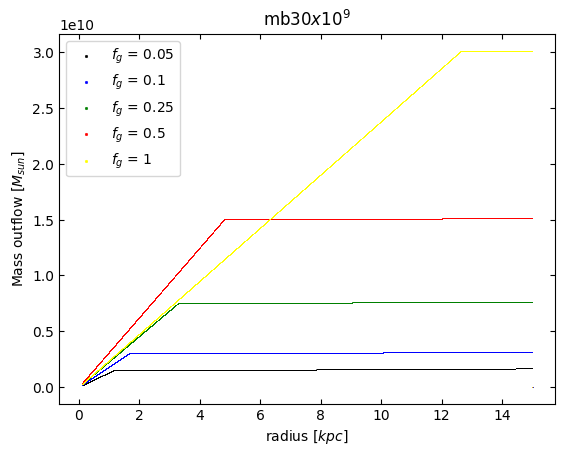 mb30x10^9
1e10
f_g = 0.05
f_g = 0.1
f_g = 0.25
f_g = 0.5
f_g = 1
3.0
2.5
2.0
1.5
1.0
0.5
0.0
Mass outflow [M_sun]
0 2 4 6 8 10 12 14
radius [kpc]